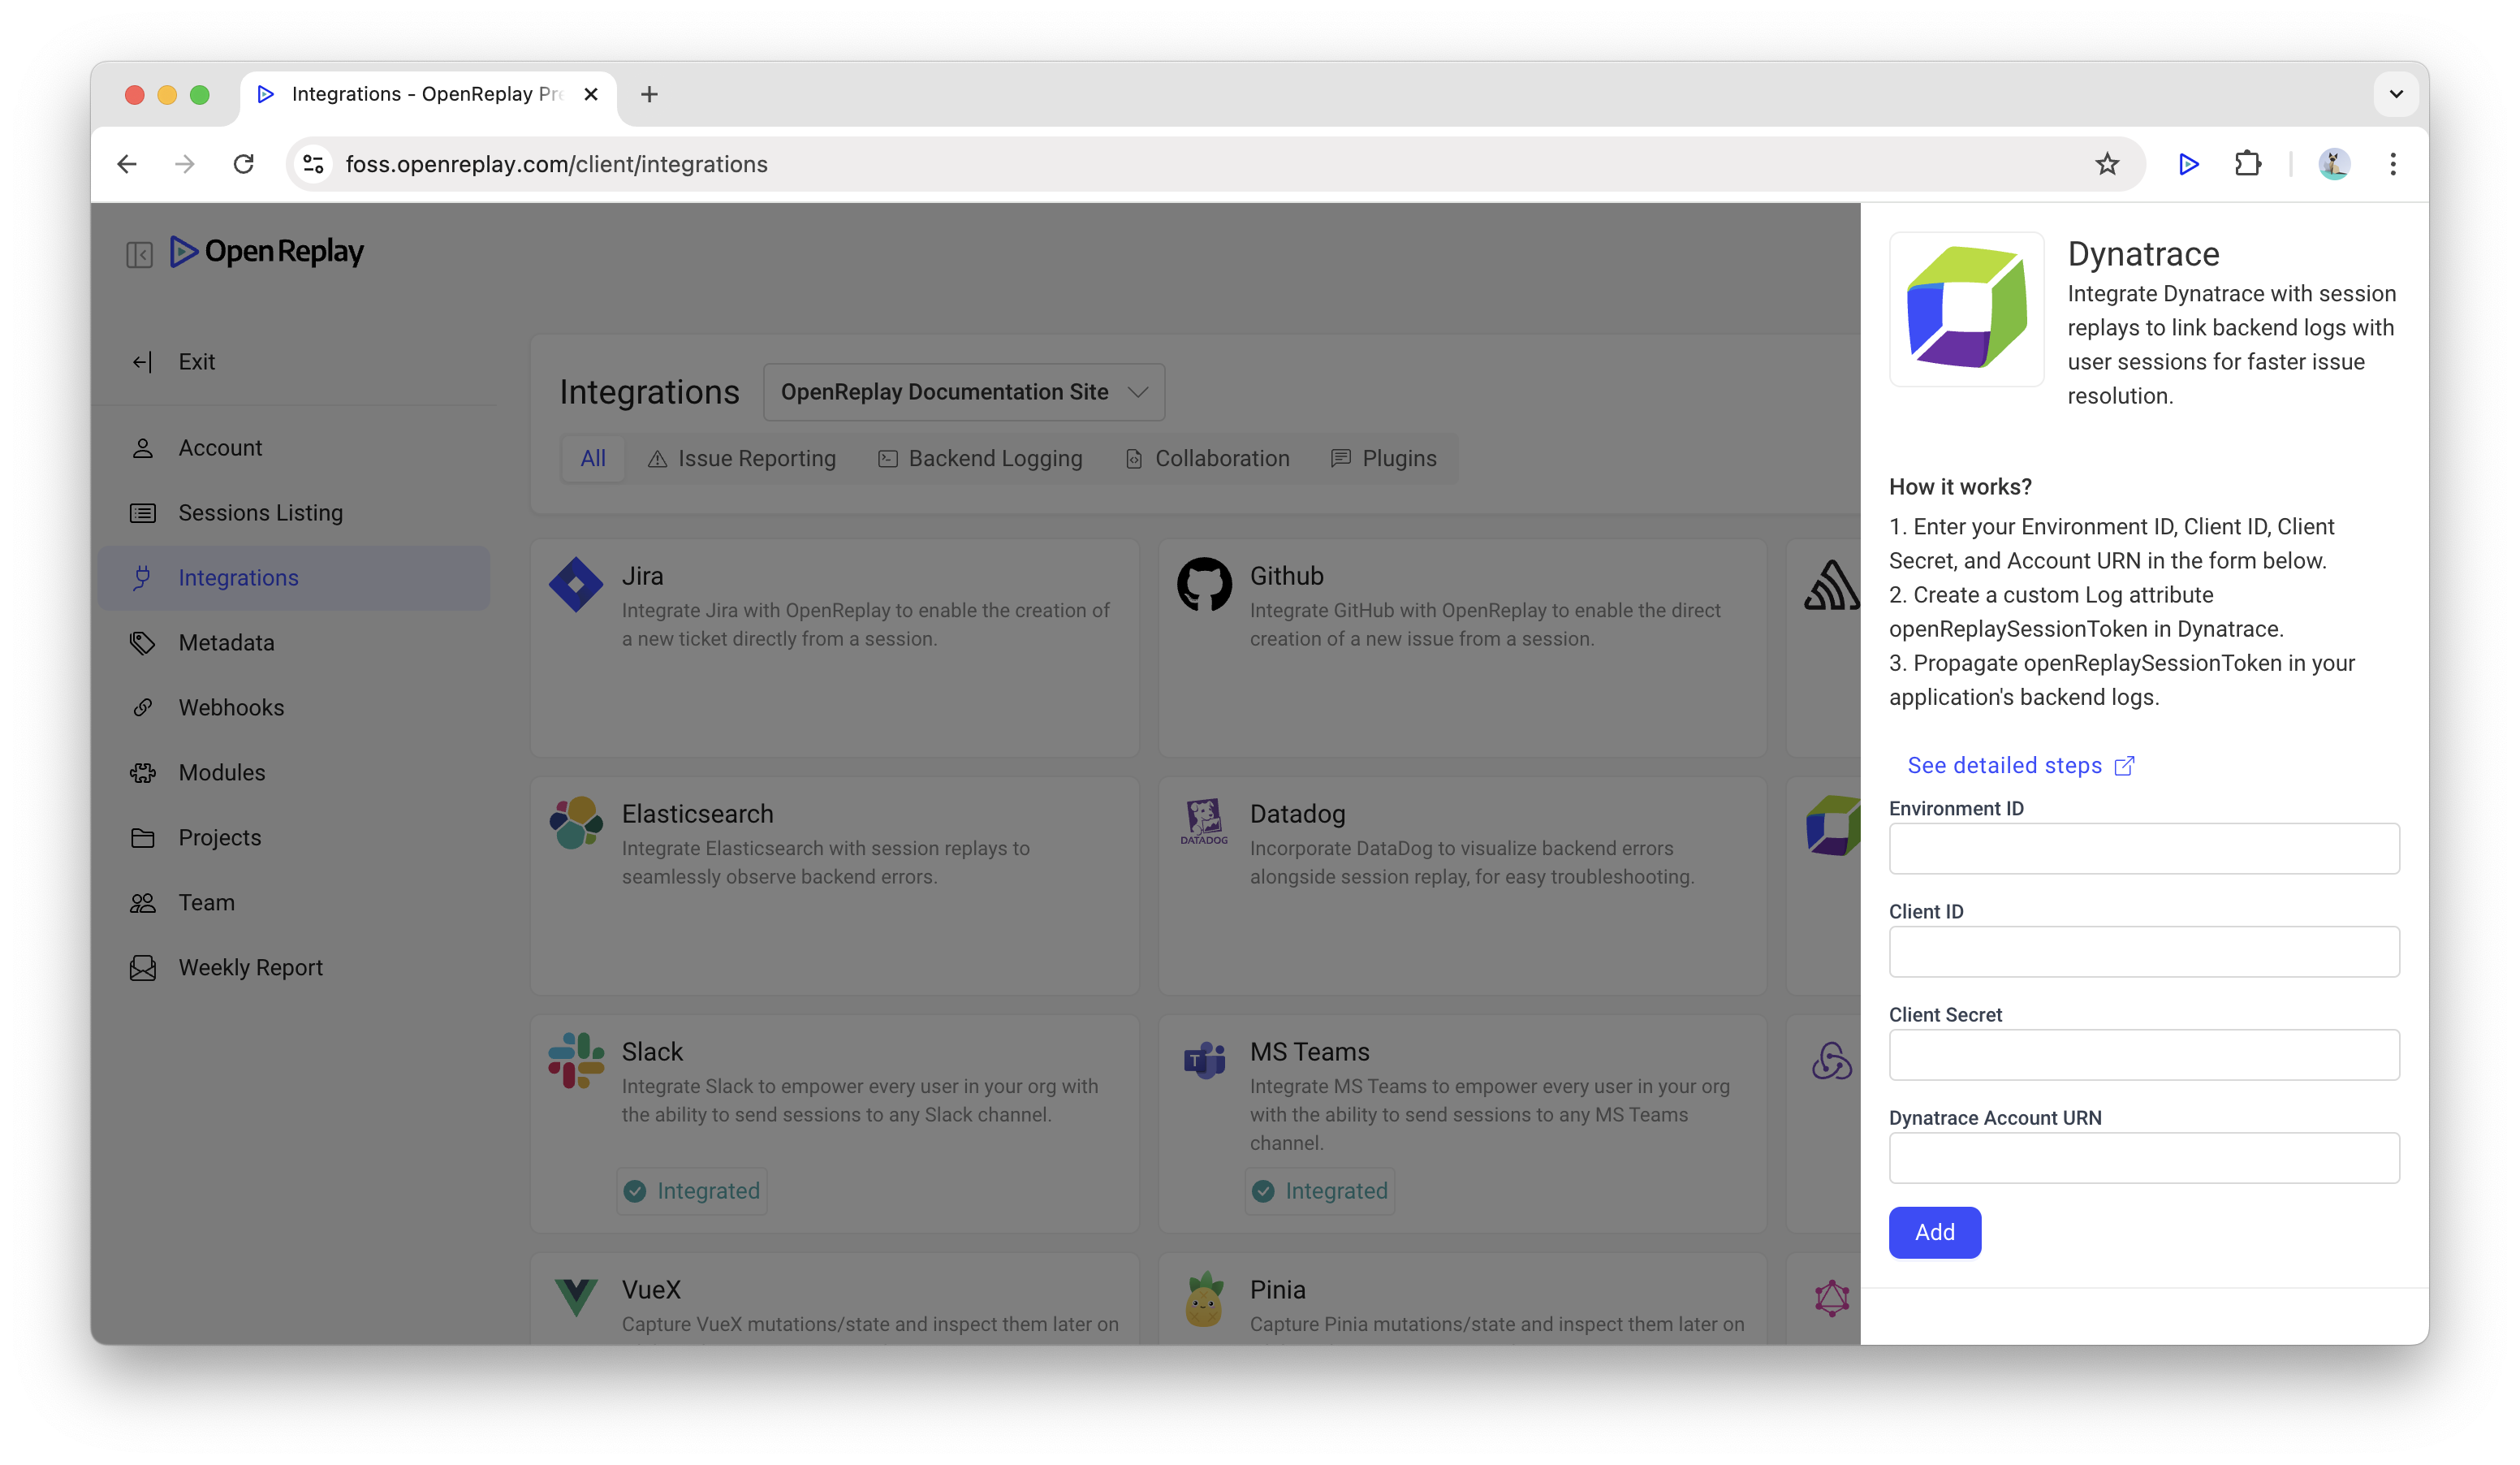 Integrations - OpenReplay Pre
foss.openreplay.com/client/integrations
OpenReplay
Exit
Account
Sessions Listing
Integrations
Metadata
Webhooks
Modules
Projects
Team
Weekly Report
Integrations
OpenReplay Documentation Site
All
Issue Reporting
Backend Logging
Collaboration
Plugins
Jira
Integrate Jira with OpenReplay to enable the creation of
a new ticket directly from a session.
Github
Integrate GitHub with OpenReplay to enable the direct
creation of a new issue from a session.
Elasticsearch
Integrate Elasticsearch with session replays to
seamlessly observe backend errors.
DATADOG
Datadog
Incorporate DataDog to visualize backend errors
alongside session replay, for easy troubleshooting.
Slack
Integrate Slack to empower every user in your org with
the ability to send sessions to any Slack channel.
Integrated
T
MS Teams
Integrate MS Teams to empower every user in your org
with the ability to send sessions to any MS Teams
channel.
Integrated
VueX
Capture VueX mutations/state and inspect them later on
Pinia
Capture Pinia mutations/state and inspect them later on
Dynatrace
Integrate Dynatrace with session
replays to link backend logs with
user sessions for faster issue
resolution.
How it works?
1. Enter your Environment ID, Client ID, Client
Secret, and Account URN in the form below.
2. Create a custom Log attribute
openReplaySessionToken in Dynatrace.
3. Propagate openReplaySessionToken in your
application's backend logs.
See detailed steps
Environment ID
Client ID
Client Secret
Dynatrace Account URN
Add